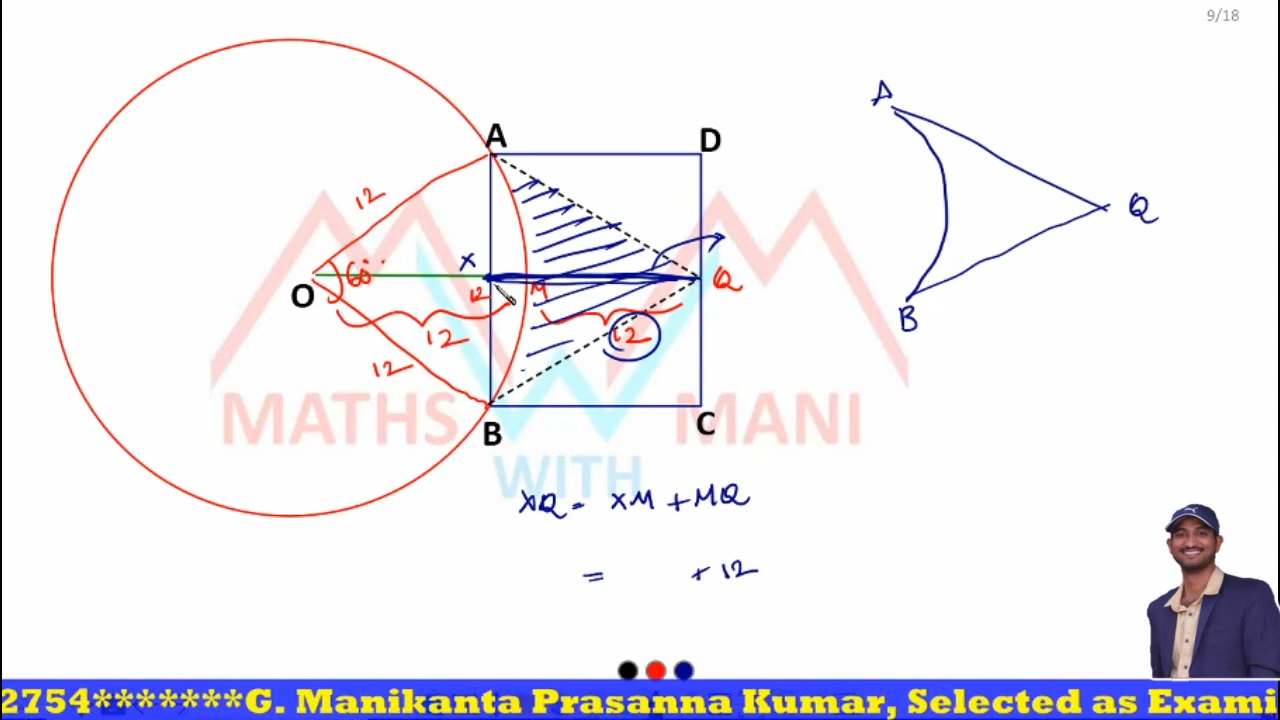 9/18
A
D
A
12
Q
X
60°
O
12
M
Q
12
12
12
B
MATHS
MANI
B
C
WITH
XQ = XM + MQ
= + 12
2754*******G. Manikanta Prasanna Kumar, Selected as Exami